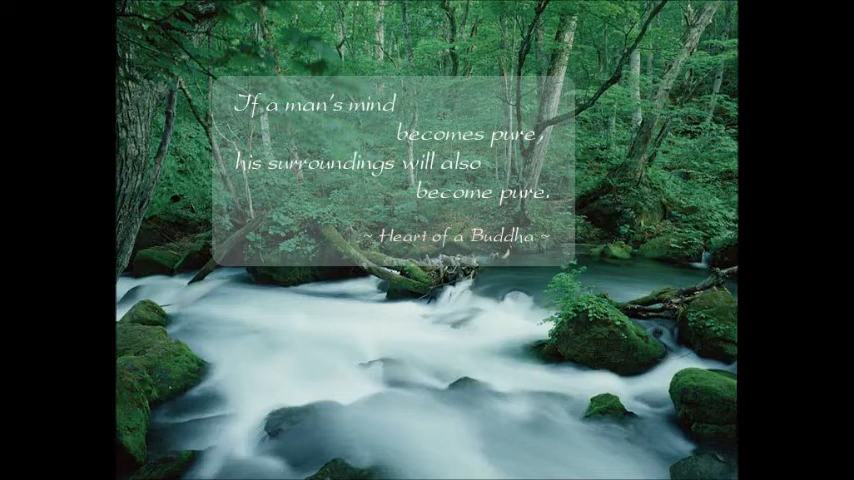 If a man's mind
becomes pure,
his surroundings will also
become pure.
~ Heart of a Buddha ~